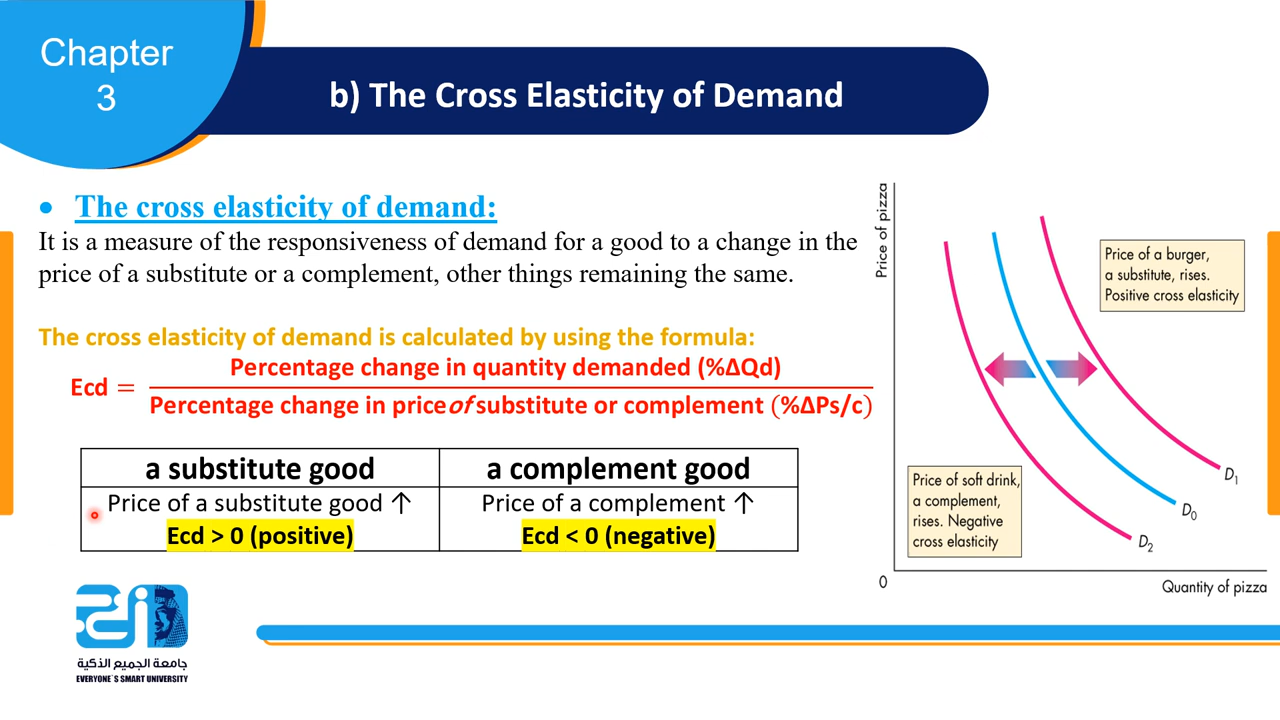 Chapter
3
b) The Cross Elasticity of Demand
• The cross elasticity of demand:
It is a measure of the responsiveness of demand for a good to a change in the
price of a substitute or a complement, other things remaining the same.
The cross elasticity of demand is calculated by using the formula:
Ecd = Percentage change in quantity demanded (%ΔQd)
Percentage change in price of substitute or complement (%ΔPs/c)
a substitute good
a complement good
Price of a substitute good ↑
Price of a complement ↑
Ecd > 0 (positive)
Ecd < 0 (negative)
Price of pizza
Price of a burger,
a substitute, rises.
Positive cross elasticity
Price of soft drink,
a complement,
rises. Negative
cross elasticity
D1
D0
D2
0
Quantity of pizza
جامعة الجميع الذكية
EVERYONE`S SMART UNIVERSITY